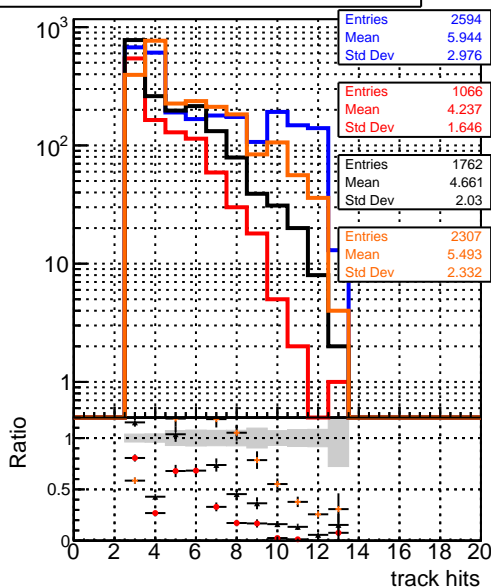 10³
10²
10
1
Entries 2594
Mean 5.944
Std Dev 2.976
Entries 1066
Mean 4.237
Std Dev 1.646
Entries 1762
Mean 4.661
Std Dev 2.03
Entries 2307
Mean 5.493
Std Dev 2.332
Ratio
1
0.5
0
0 2 4 6 8 10 12 14 16 18 20
track hits